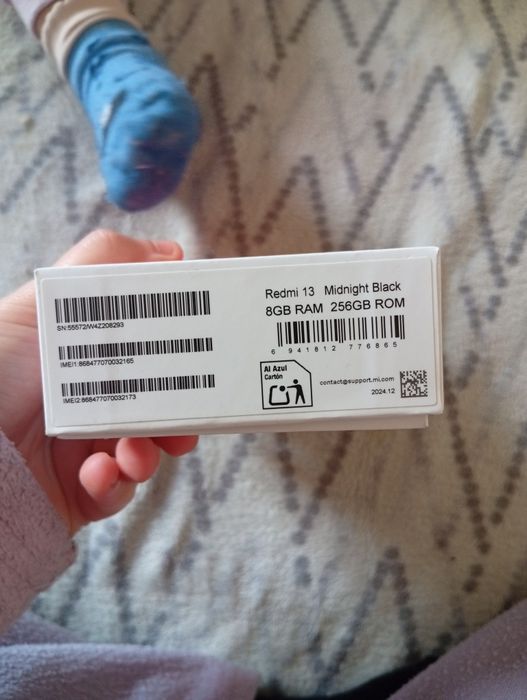 SN:55572/W4Z208293
IMEI1:868477070032165
IMEI2:868477070032173
Redmi 13 Midnight Black
8GB RAM 256GB ROM
6 941812 776865
Al Azul
Cartón
contact@support.mi.com
2024.12